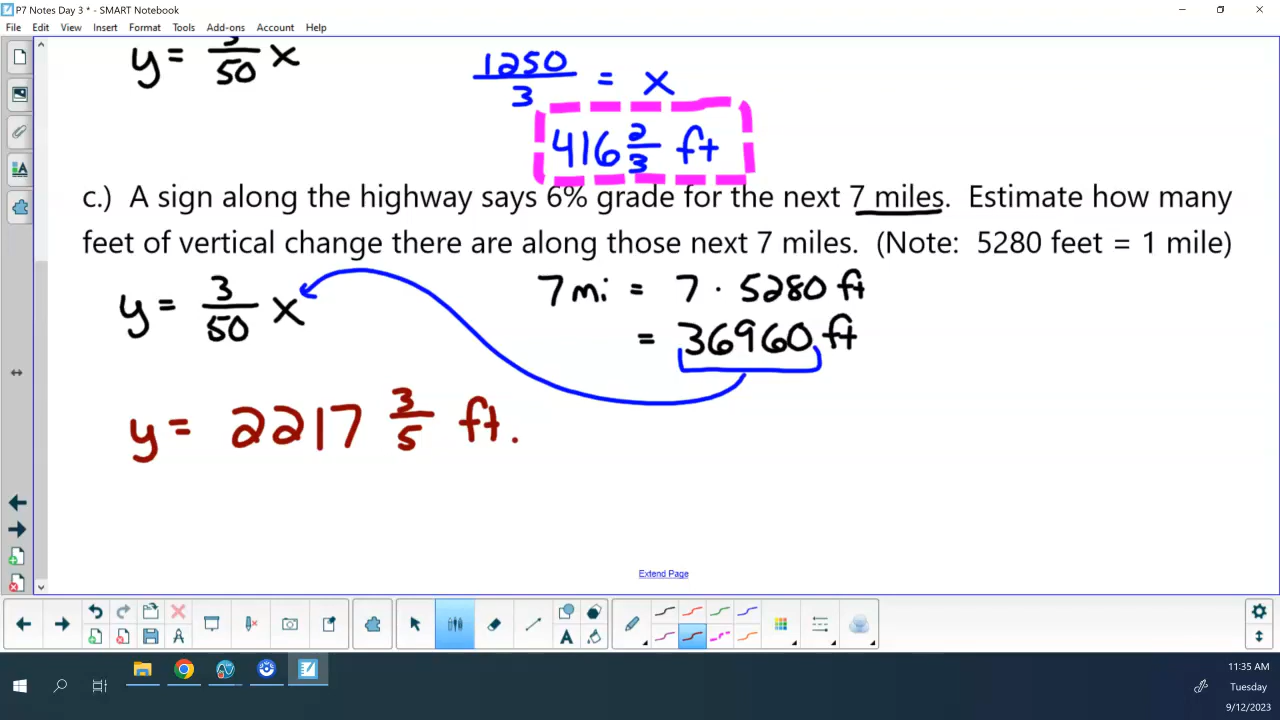 P7 Notes Day 3 * - SMART Notebook
File Edit View Insert Format Tools Add-ons Account Help
y = 3/50 x
1250/3 = x
416 2/3 ft
c.) A sign along the highway says 6% grade for the next 7 miles. Estimate how many
feet of vertical change there are along those next 7 miles. (Note: 5280 feet = 1 mile)
y = 3/50 x
7 mi = 7 · 5280 ft
= 36960 ft
y = 2217 3/5 ft.
Extend Page
11:35 AM
Tuesday
9/12/2023